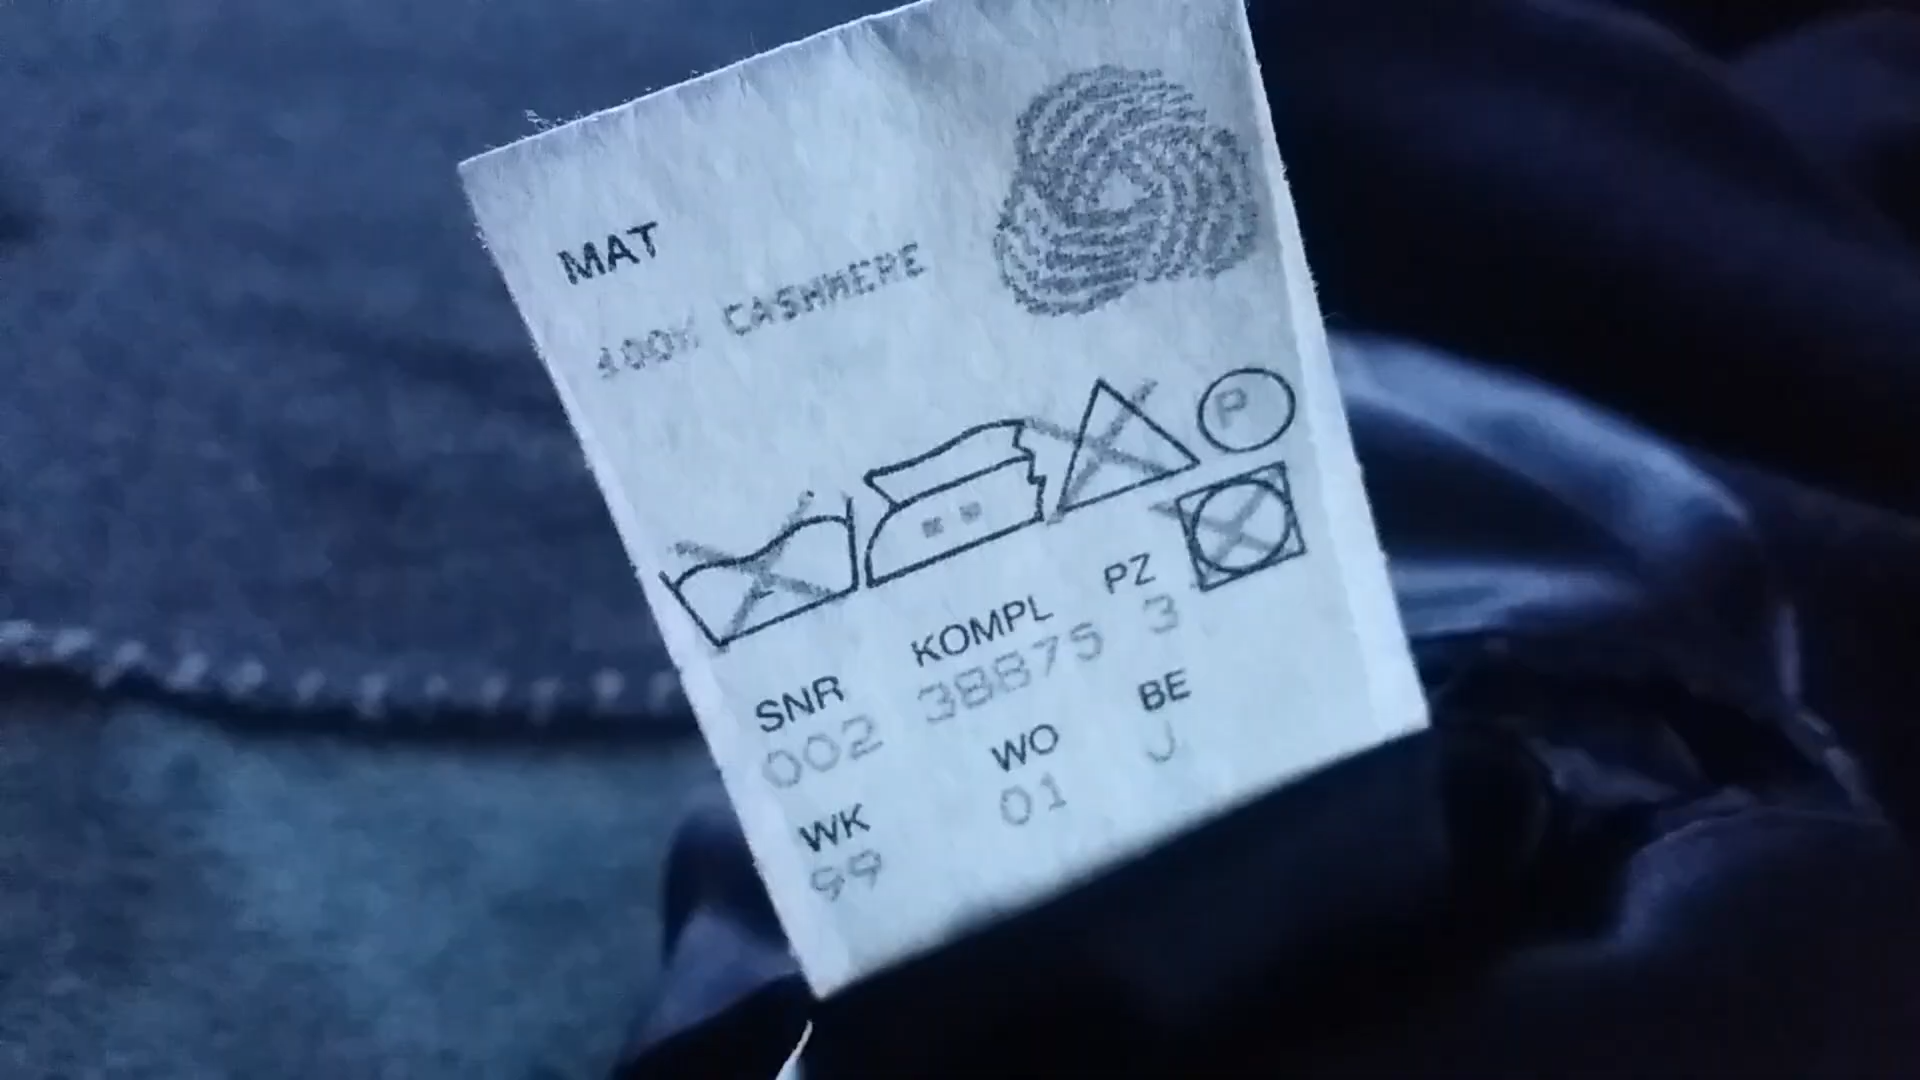 MAT
100% CASHMERE
P
SNR KOMPL PZ
002 38875 3
WK WO BE
99 01 J